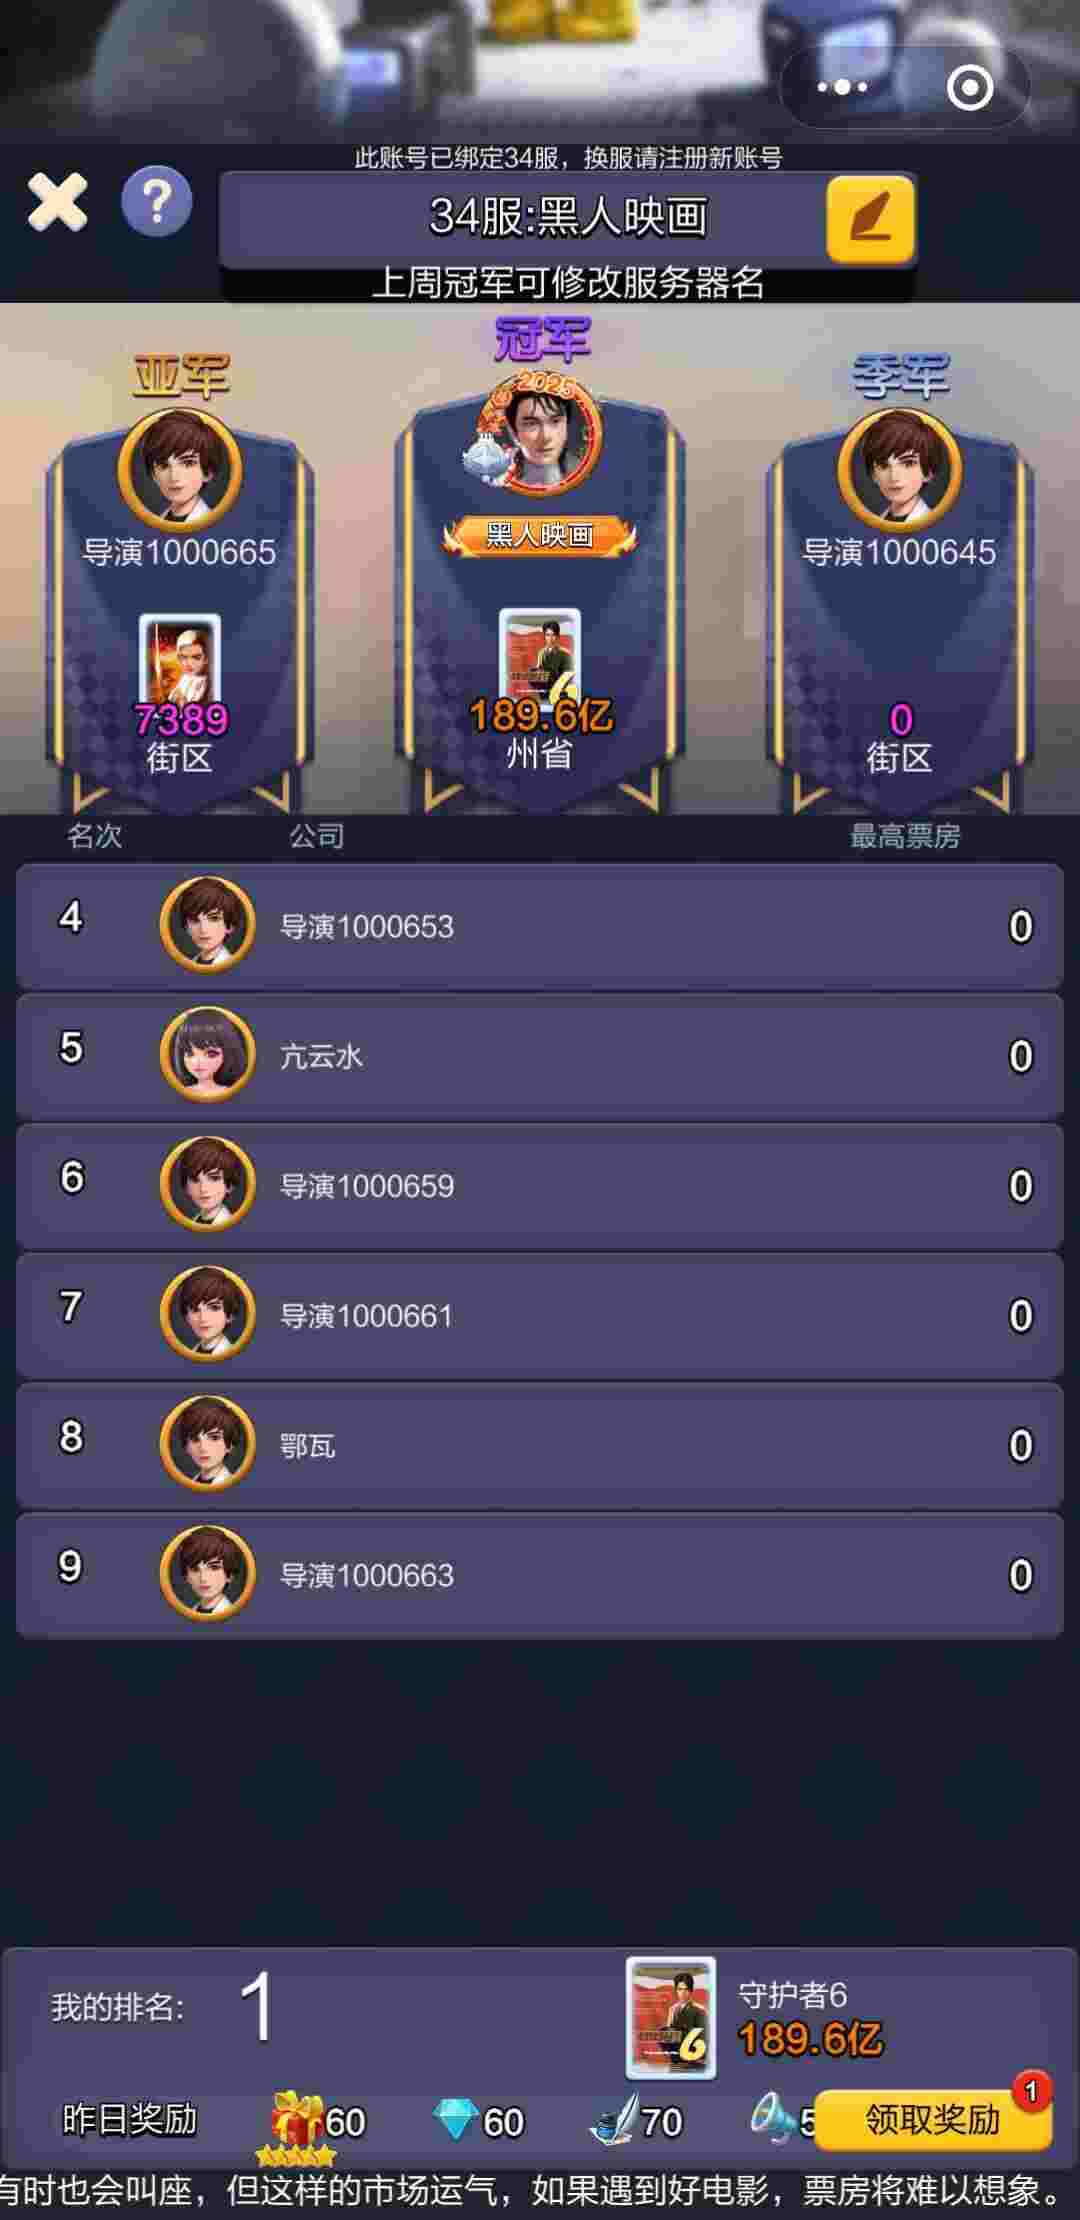 此账号已绑定34服，换服请注册新账号
?
34服:黑人映画
上周冠军可修改服务器名
亚军
冠军
季军
2025
导演1000665
黑人映画
导演1000645
6
7389
189.6亿
0
街区
州省
街区
名次
公司
最高票房
4
导演1000653
0
5
亢云水
0
6
导演1000659
0
7
导演1000661
0
8
鄂瓦
0
9
导演1000663
0
我的排名:
1
6
守护者6
189.6亿
昨日奖励
60
60
70
5
领取奖励
1
有时也会叫座，但这样的市场运气，如果遇到好电影，票房将难以想象。